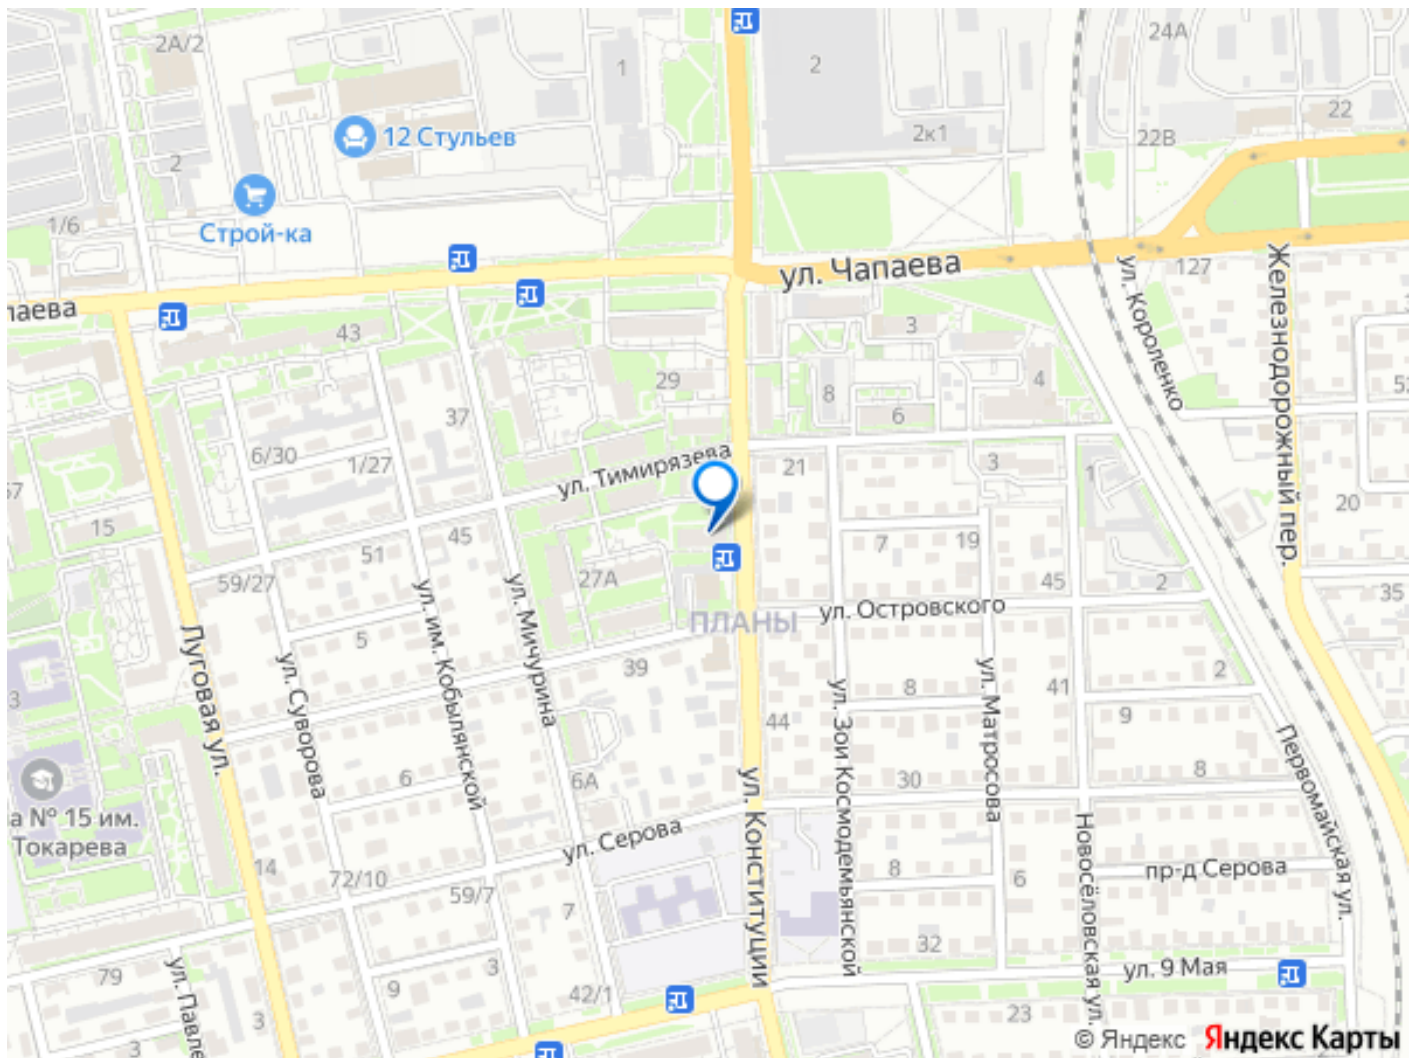 2А/2
24А
1
2
22
12 Стульев
2к1
22В
2
Строй-ка
1/6
ул. Чапаева
127
ул. Короленко
Железнодорожный пер.
паева
43
3
29
8
4
37
6
6/30
1/27
ул. Тимирязева
21
3
1
20
15
51
45
7
19
59/27
27А
45
2
35
ул. Островского
ПЛАНЫ
Луговая ул.
5
ул. Суворова
ул. им. Кобылянской
ул. Мичурина
39
8
41
2
3
44
9
ул. Зои Космодемьянской
ул. Матросова
Первомайская ул.
6
6А
30
8
а № 15 им.
Токарева
ул. Серова
ул. Конституции
Новосёловская ул.
14
72/10
59/7
8
6
пр-д Серова
7
32
79
ул. Павле
3
9
42/1
ул. 9 Мая
3
3
23
© Яндекс Яндекс Карты